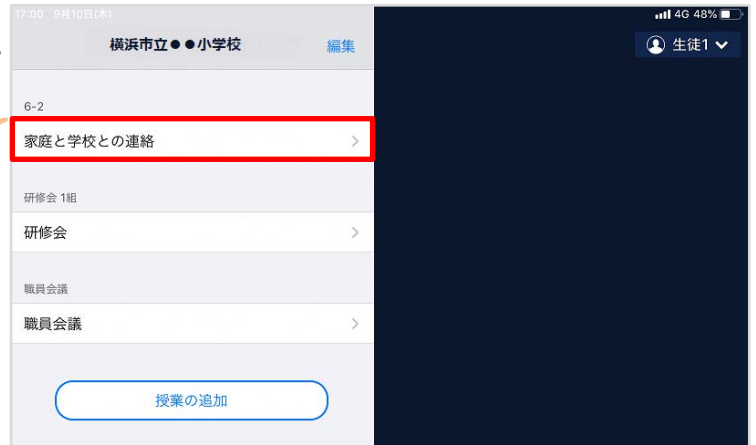 17:00 9月10日(木)
4G 48%
横浜市立●●小学校 編集
生徒1
6-2
家庭と学校との連絡
研修会 1組
研修会
職員会議
職員会議
授業の追加